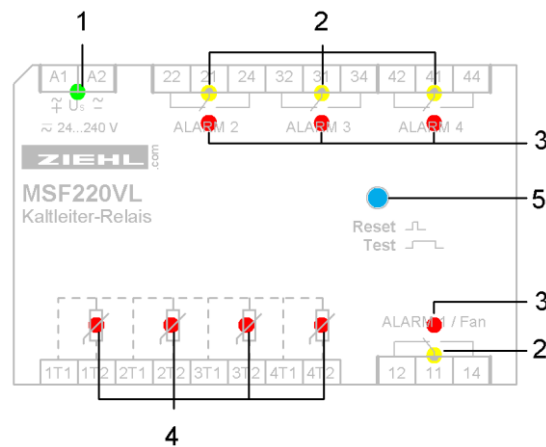 1
2
A1 A2 22 21 24 32 31 34 42 41 44
Us
24...240 V
ALARM 2 ALARM 3 ALARM 4
3
ZIEHL.com
MSF220VL
Kaltleiter-Relais
5
Reset
Test
3
ALARM 1 / Fan
2
1T1 1T2 2T1 2T2 3T1 3T2 4T1 4T2 12 11 14
4